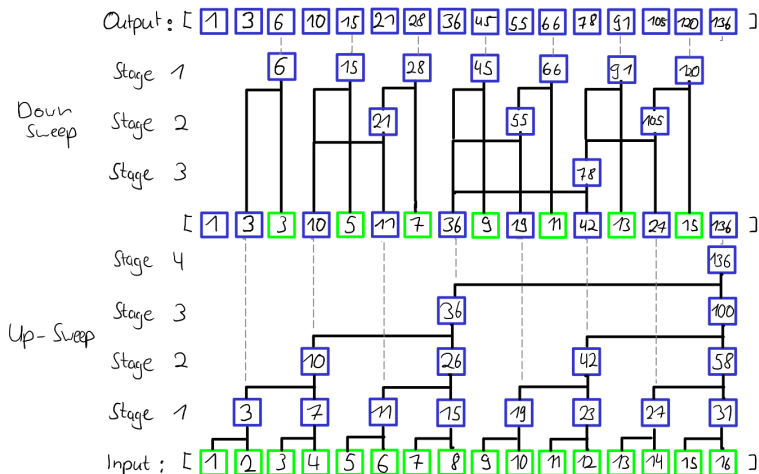 Output: [ 1 3 6 10 15 21 28 36 45 55 66 78 91 105 120 136 ]
Stage 1 6 15 28 45 66 91 120
Down Sweep
Stage 2 21 55 105
Stage 3 78
[ 1 3 3 10 5 11 7 36 9 19 11 42 13 27 15 136 ]
Stage 4 136
Up-Sweep
Stage 3 36 100
Stage 2 10 26 42 58
Stage 1 3 7 11 15 19 23 27 31
Input: [ 1 2 3 4 5 6 7 8 9 10 11 12 13 14 15 16 ]